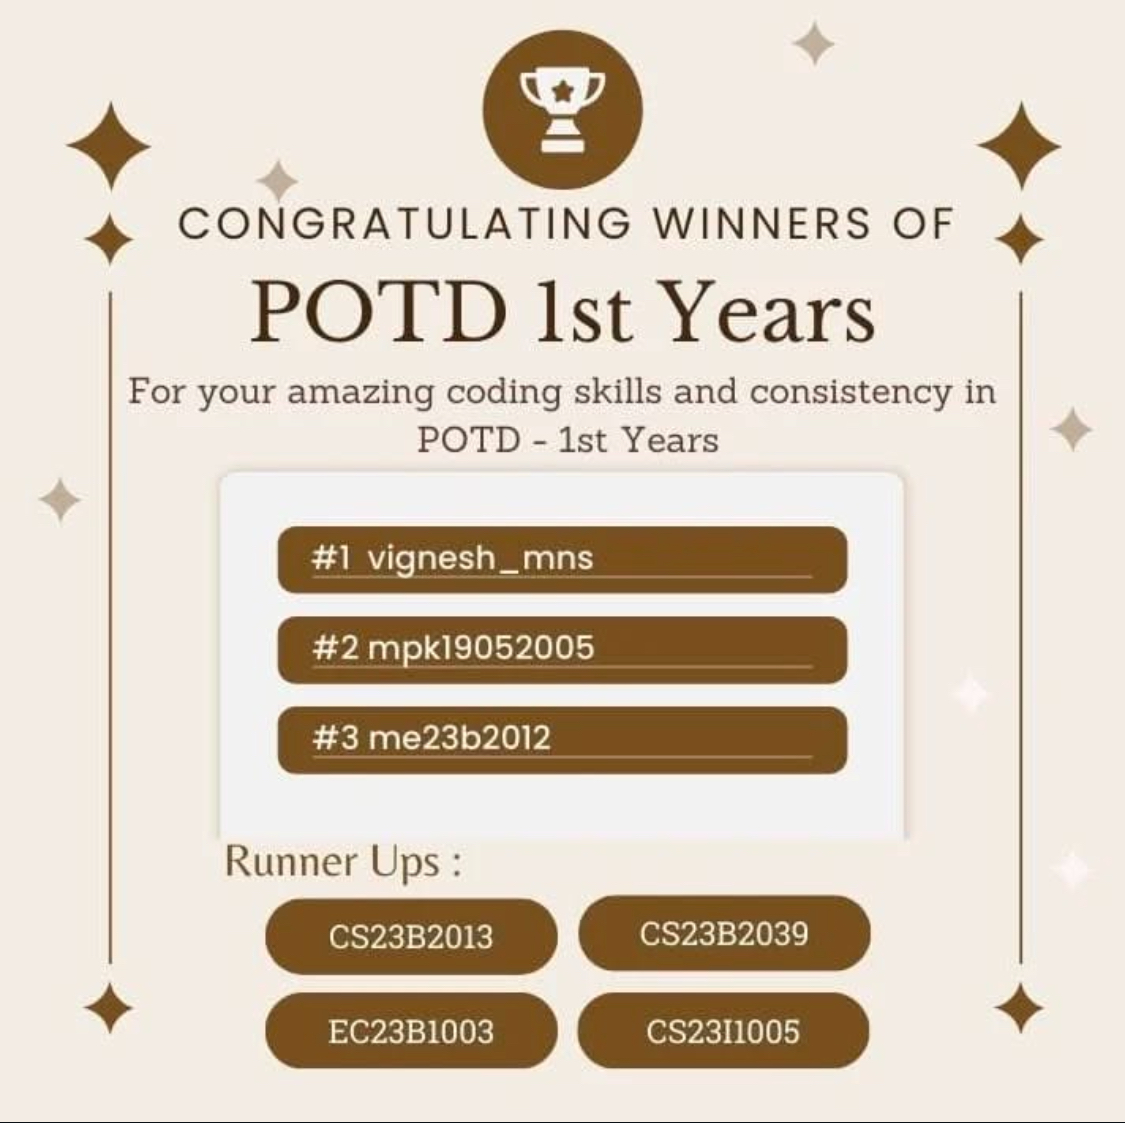 CONGRATULATING WINNERS OF
POTD 1st Years
For your amazing coding skills and consistency in
POTD - 1st Years
#1 vignesh_mns
#2 mpk19052005
#3 me23b2012
Runner Ups :
CS23B2013
CS23B2039
EC23B1003
CS23I1005